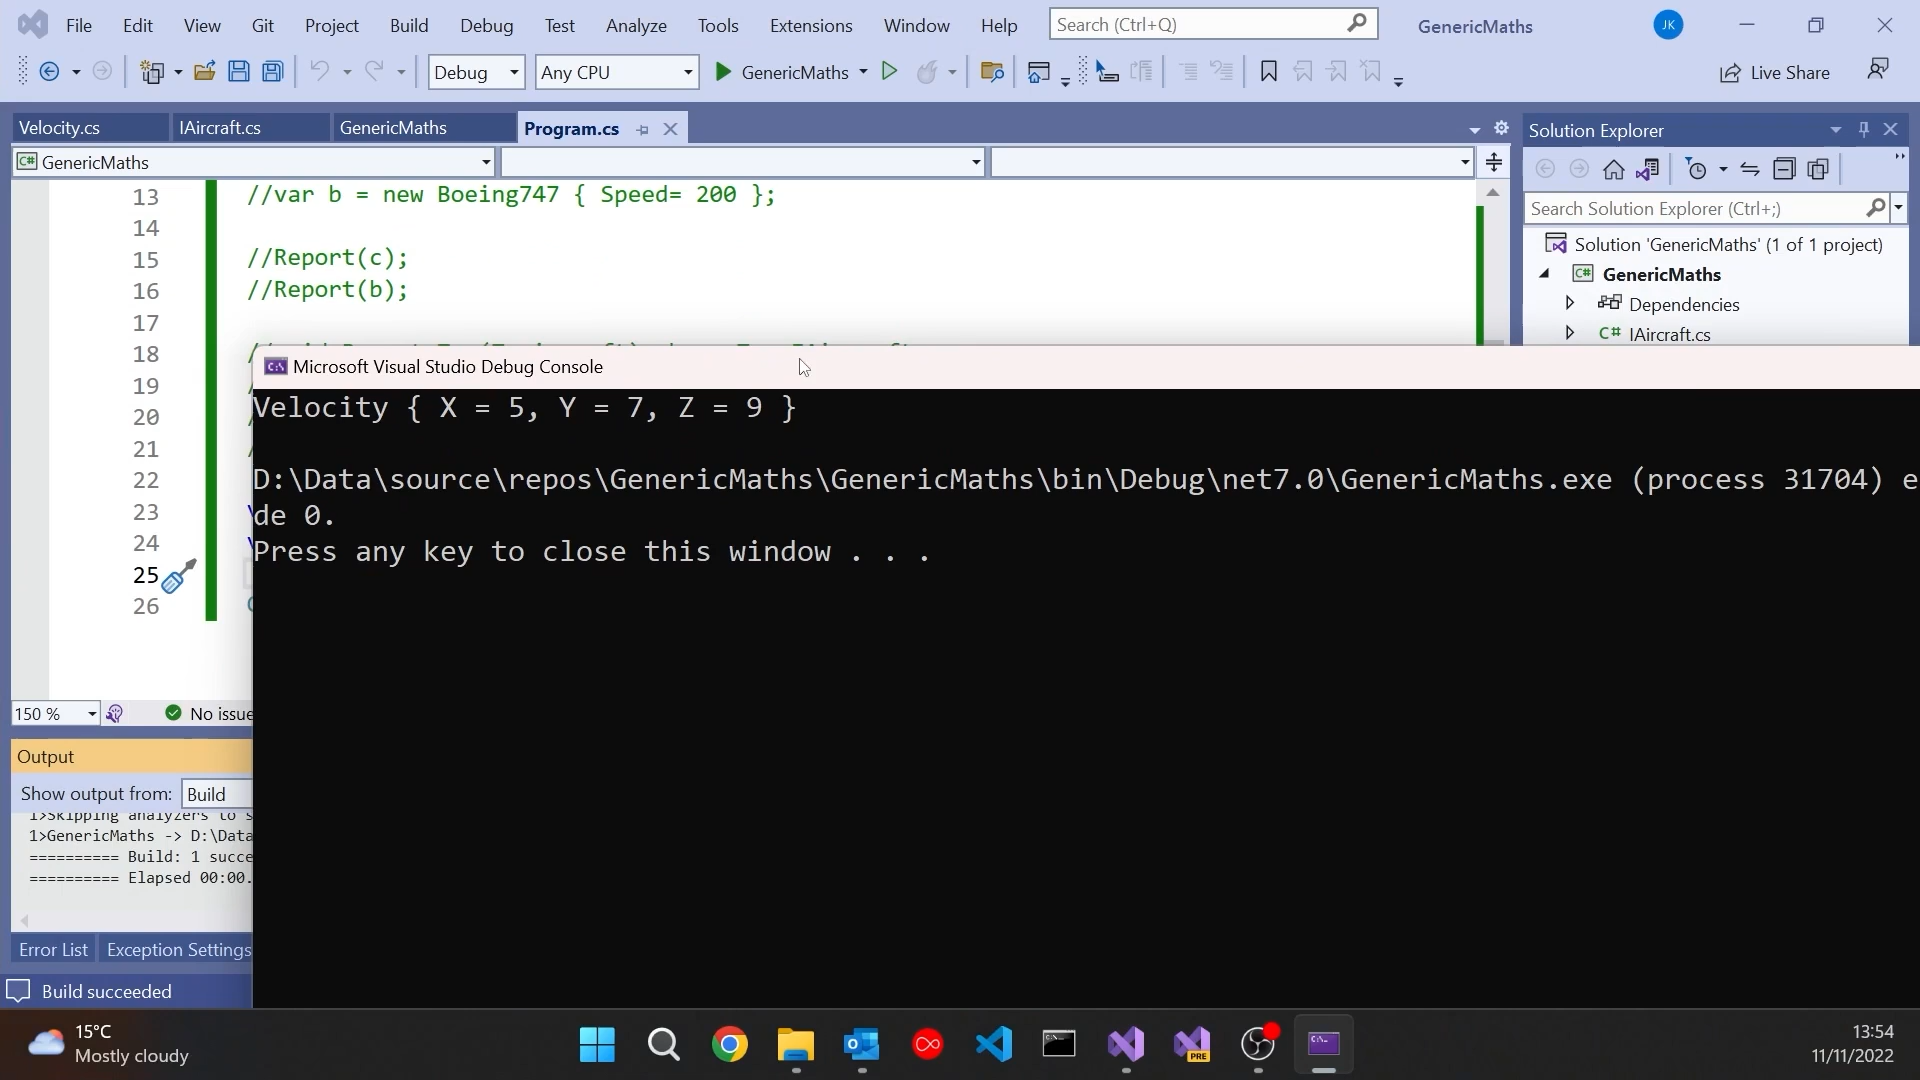 File Edit View Git Project Build Debug Test Analyze Tools Extensions Window Help Search (Ctrl+Q) GenericMaths JK
Debug Any CPU GenericMaths Live Share
Velocity.cs IAircraft.cs GenericMaths Program.cs Solution Explorer
C# GenericMaths
Search Solution Explorer (Ctrl+;)
Solution 'GenericMaths' (1 of 1 project)
C# GenericMaths
Dependencies
C# IAircraft.cs
13 //var b = new Boeing747 { Speed= 200 };
14
15 //Report(c);
16 //Report(b);
17
18
19
20
21
22
23
24
25
26
Microsoft Visual Studio Debug Console
Velocity { X = 5, Y = 7, Z = 9 }
D:\Data\source\repos\GenericMaths\GenericMaths\bin\Debug\net7.0\GenericMaths.exe (process 31704) e
de 0.
Press any key to close this window . . .
150 % No issue
Output
Show output from: Build
1>Skipping analyzers to s
1>GenericMaths -> D:\Data
========== Build: 1 succe
========== Elapsed 00:00.
Error List Exception Settings
Build succeeded
15°C
Mostly cloudy
PRE
13:54
11/11/2022